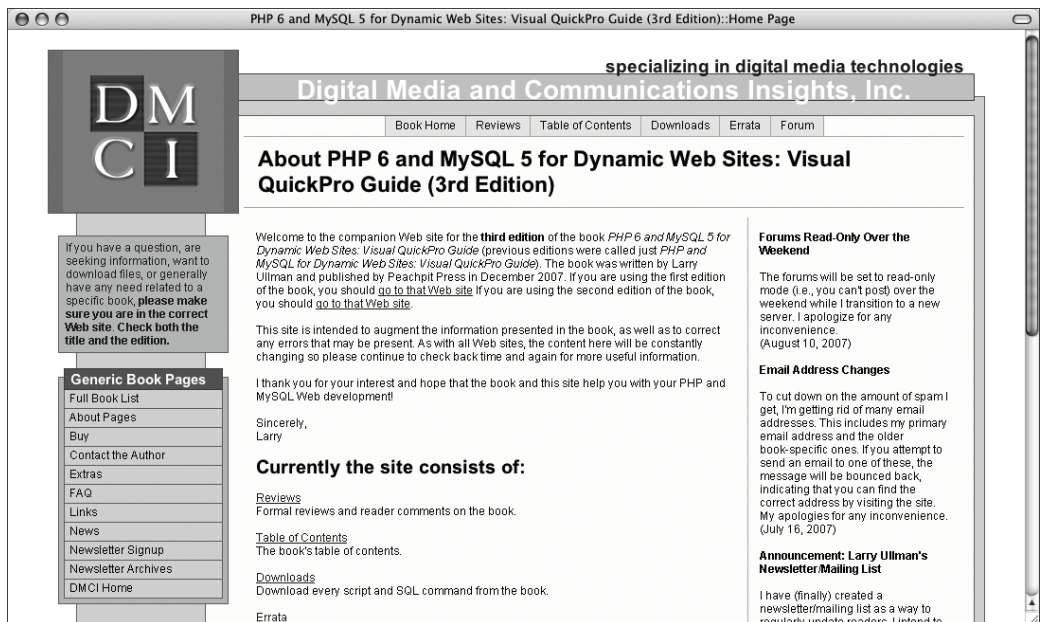 PHP 6 and MySQL 5 for Dynamic Web Sites: Visual QuickPro Guide (3rd Edition)::Home Page
specializing in digital media technologies
Digital Media and Communications Insights, Inc.
DM
CI
Book Home Reviews Table of Contents Downloads Errata Forum
About PHP 6 and MySQL 5 for Dynamic Web Sites: Visual
QuickPro Guide (3rd Edition)
If you have a question, are
seeking information, want to
download files, or generally
have any need related to a
specific book, please make
sure you are in the correct
Web site. Check both the
title and the edition.
Generic Book Pages
Full Book List
About Pages
Buy
Contact the Author
Extras
FAQ
Links
News
Newsletter Signup
Newsletter Archives
DMCI Home
Welcome to the companion Web site for the third edition of the book PHP 6 and MySQL 5 for
Dynamic Web Sites: Visual QuickPro Guide (previous editions were called just PHP and
MySQL for Dynamic Web Sites: Visual QuickPro Guide). The book was written by Larry
Ullman and published by Peachpit Press in December 2007. If you are using the first edition
of the book, you should go to that Web site If you are using the second edition of the book,
you should go to that Web site.
This site is intended to augment the information presented in the book, as well as to correct
any errors that may be present. As with all Web sites, the content here will be constantly
changing so please continue to check back time and again for more useful information.
I thank you for your interest and hope that the book and this site help you with your PHP and
MySQL Web development!
Sincerely,
Larry
Currently the site consists of:
Reviews
Formal reviews and reader comments on the book.
Table of Contents
The book's table of contents.
Downloads
Download every script and SQL command from the book.
Errata
Forums Read-Only Over the
Weekend
The forums will be set to read-only
mode (i.e., you can't post) over the
weekend while I transition to a new
server. I apologize for any
inconvenience.
(August 10, 2007)
Email Address Changes
To cut down on the amount of spam I
get, I'm getting rid of many email
addresses. This includes my primary
email address and the older
book-specific ones. If you attempt to
send an email to one of these, the
message will be bounced back,
indicating that you can find the
correct address by visiting the site.
My apologies for any inconvenience.
(July 16, 2007)
Announcement: Larry Ullman's
Newsletter/Mailing List
I have (finally) created a
newsletter/mailing list as a way to
regularly update readers. I intend to